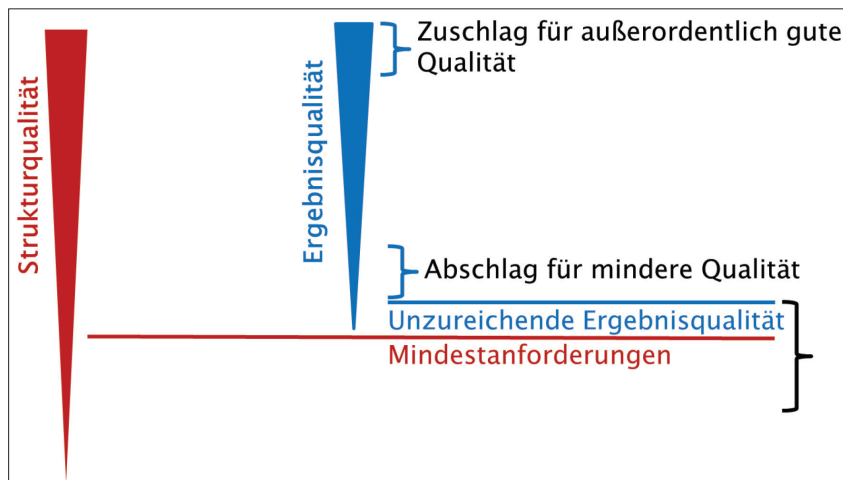 Strukturqualität
Ergebnisqualität
Zuschlag für außerordentlich gute
Qualität
Abschlag für mindere Qualität
Unzureichende Ergebnisqualität
Mindestanforderungen